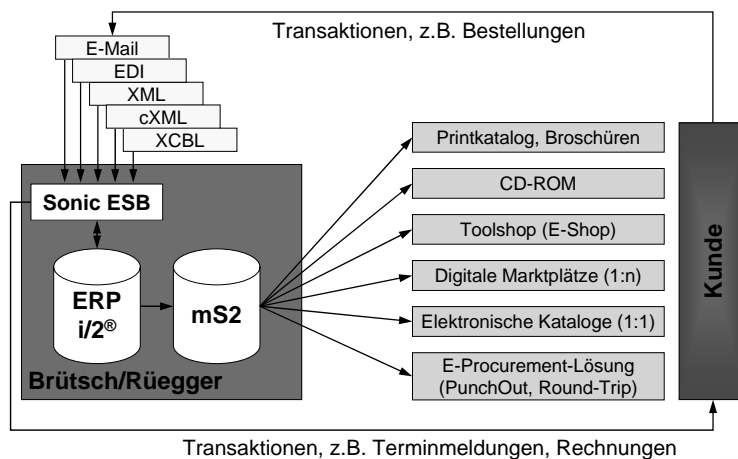 Transaktionen, z.B. Bestellungen
E-Mail
EDI
XML
cXML
XCBL
Sonic ESB
ERP
i/2®
mS2
Brütsch/Rüegger
Printkatalog, Broschüren
CD-ROM
Toolshop (E-Shop)
Digitale Marktplätze (1:n)
Elektronische Kataloge (1:1)
E-Procurement-Lösung
(PunchOut, Round-Trip)
Kunde
Transaktionen, z.B. Terminmeldungen, Rechnungen